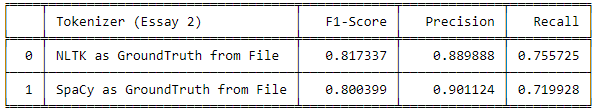 Tokenizer (Essay 2) F1-Score Precision Recall
0 NLTK as GroundTruth from File 0.817337 0.889888 0.755725
1 SpaCy as GroundTruth from File 0.800399 0.901124 0.719928